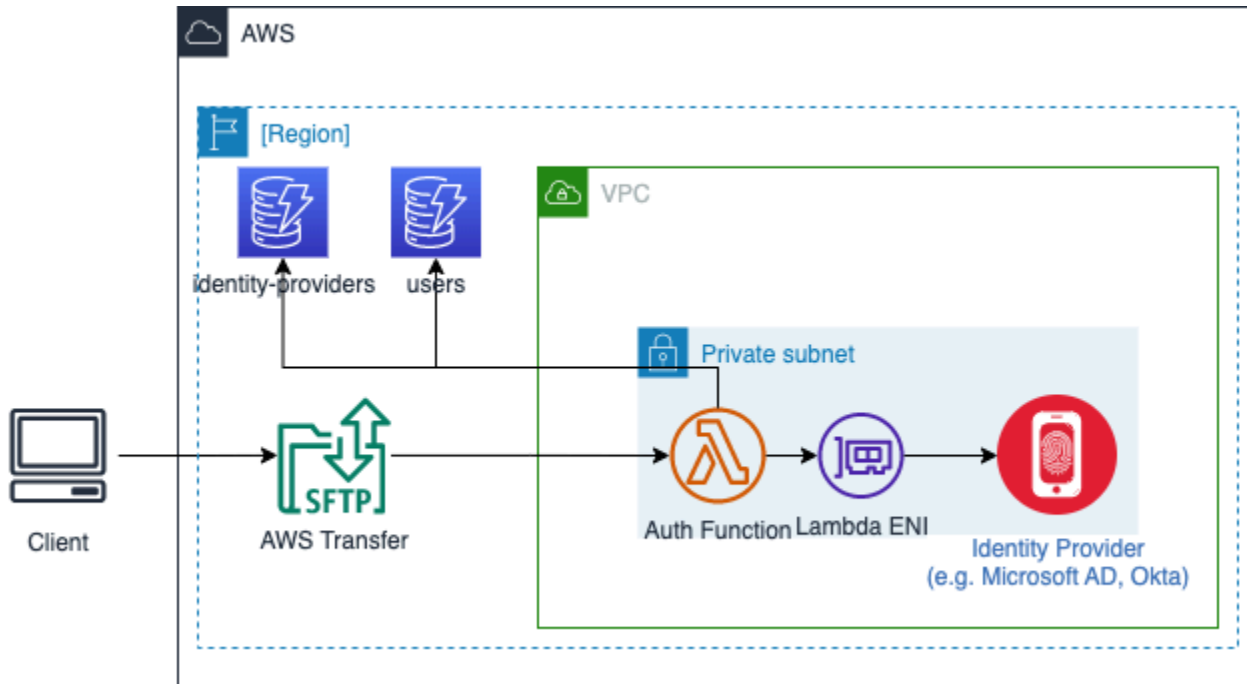 AWS
[Region]
identity-providers
users
VPC
Private subnet
SFTP
Client
AWS Transfer
Auth Function
Lambda ENI
Identity Provider
(e.g. Microsoft AD, Okta)